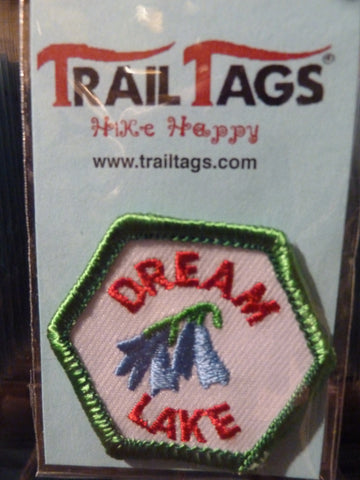 TRAIL TAGS®
Hike Happy
www.trailtags.com
DREAM
LAKE